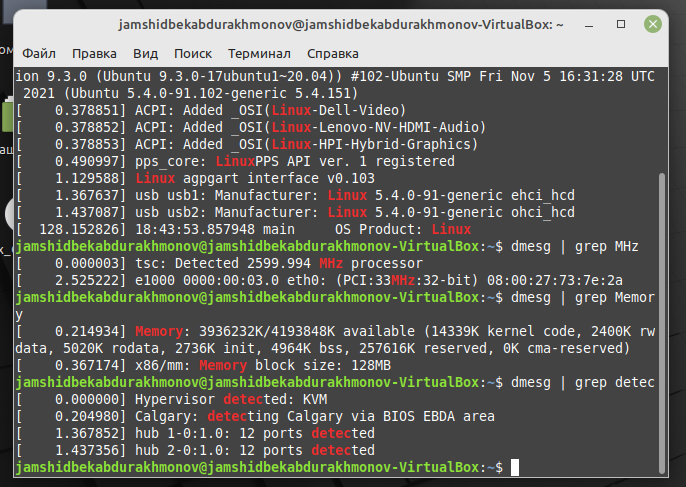 jamshidbekabdurakhmonov@jamshidbekabdurakhmonov-VirtualBox: ~
Файл Правка Вид Поиск Терминал Справка
ion 9.3.0 (Ubuntu 9.3.0-17ubuntu1~20.04)) #102-Ubuntu SMP Fri Nov 5 16:31:28 UTC
2021 (Ubuntu 5.4.0-91.102-generic 5.4.151)
[    0.378851] ACPI: Added _OSI(Linux-Dell-Video)
[    0.378852] ACPI: Added _OSI(Linux-Lenovo-NV-HDMI-Audio)
[    0.378853] ACPI: Added _OSI(Linux-HPI-Hybrid-Graphics)
[    0.490997] pps_core: LinuxPPS API ver. 1 registered
[    1.129588] Linux agpgart interface v0.103
[    1.367637] usb usb1: Manufacturer: Linux 5.4.0-91-generic ehci_hcd
[    1.437087] usb usb2: Manufacturer: Linux 5.4.0-91-generic ohci_hcd
[  128.152826] 18:43:53.857948 main     OS Product: Linux
jamshidbekabdurakhmonov@jamshidbekabdurakhmonov-VirtualBox:~$ dmesg | grep MHz
[    0.000003] tsc: Detected 2599.994 MHz processor
[    2.525222] e1000 0000:00:03.0 eth0: (PCI:33MHz:32-bit) 08:00:27:73:7e:2a
jamshidbekabdurakhmonov@jamshidbekabdurakhmonov-VirtualBox:~$ dmesg | grep Memor
y
[    0.214934] Memory: 3936232K/4193848K available (14339K kernel code, 2400K rw
data, 5020K rodata, 2736K init, 4964K bss, 257616K reserved, 0K cma-reserved)
[    0.367174] x86/mm: Memory block size: 128MB
jamshidbekabdurakhmonov@jamshidbekabdurakhmonov-VirtualBox:~$ dmesg | grep detec
[    0.000000] Hypervisor detected: KVM
[    0.204980] Calgary: detecting Calgary via BIOS EBDA area
[    1.367852] hub 1-0:1.0: 12 ports detected
[    1.437356] hub 2-0:1.0: 12 ports detected
jamshidbekabdurakhmonov@jamshidbekabdurakhmonov-VirtualBox:~$